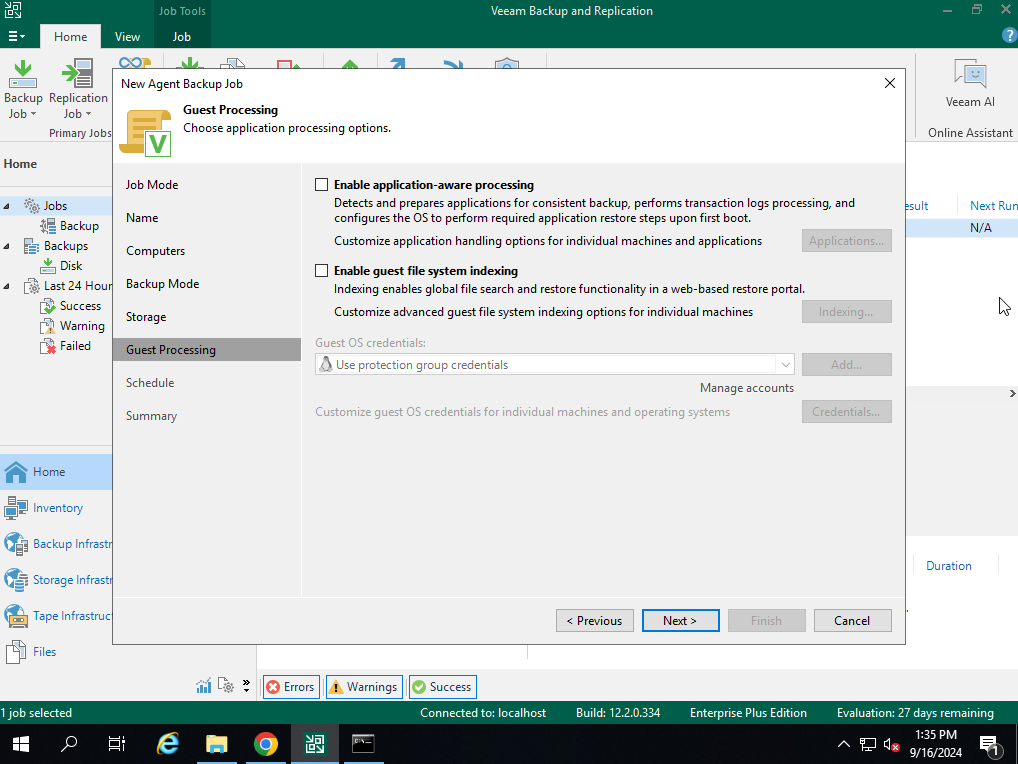 Job Tools
Veeam Backup and Replication
Home
View
Job
Backup
Job
Replication
Job
Primary Jobs
Veeam AI
Online Assistant
New Agent Backup Job
Guest Processing
Choose application processing options.
V
Job Mode
Name
Computers
Backup Mode
Storage
Guest Processing
Schedule
Summary
Enable application-aware processing
Detects and prepares applications for consistent backup, performs transaction logs processing, and
configures the OS to perform required application restore steps upon first boot.
Customize application handling options for individual machines and applications
Applications...
Enable guest file system indexing
Indexing enables global file search and restore functionality in a web-based restore portal.
Customize advanced guest file system indexing options for individual machines
Indexing...
Guest OS credentials:
Use protection group credentials
Add...
Manage accounts
Customize guest OS credentials for individual machines and operating systems
Credentials...
< Previous
Next >
Finish
Cancel
Home
Jobs
Backup
Backups
Disk
Last 24 Hour
Success
Warning
Failed
Home
Inventory
Backup Infrastr
Storage Infrastr
Tape Infrastruct
Files
esult
Next Run
N/A
Duration
Errors
Warnings
Success
1 job selected
Connected to: localhost
Build: 12.2.0.334
Enterprise Plus Edition
Evaluation: 27 days remaining
1:35 PM
9/16/2024
1